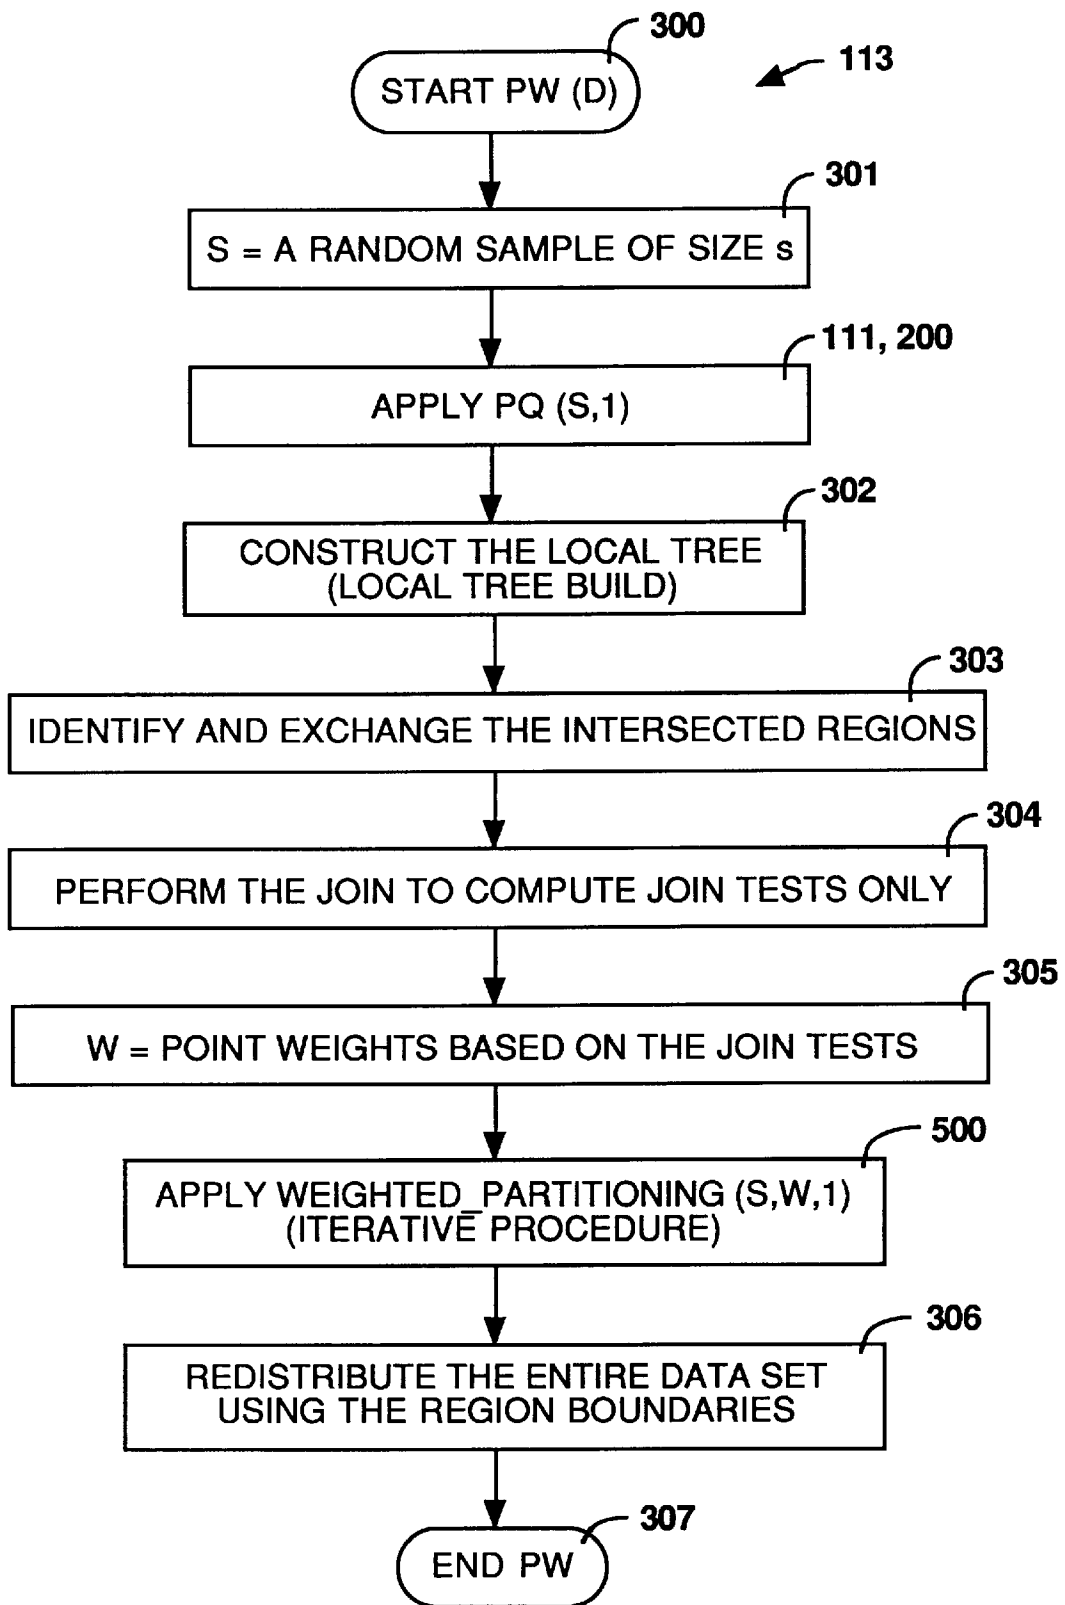 300
113
START PW (D)
301
S = A RANDOM SAMPLE OF SIZE s
111, 200
APPLY PQ (S,1)
302
CONSTRUCT THE LOCAL TREE
(LOCAL TREE BUILD)
303
IDENTIFY AND EXCHANGE THE INTERSECTED REGIONS
304
PERFORM THE JOIN TO COMPUTE JOIN TESTS ONLY
305
W = POINT WEIGHTS BASED ON THE JOIN TESTS
500
APPLY WEIGHTED_PARTITIONING (S,W,1)
(ITERATIVE PROCEDURE)
306
REDISTRIBUTE THE ENTIRE DATA SET
USING THE REGION BOUNDARIES
307
END PW